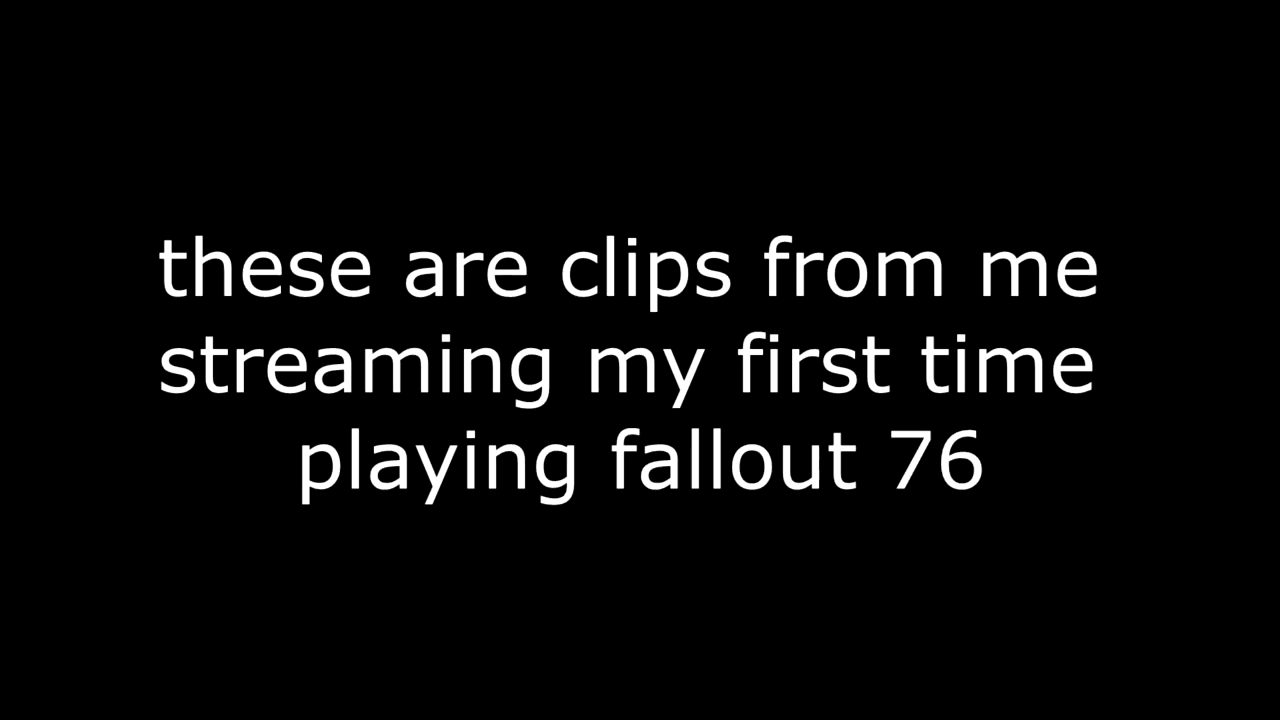 these are clips from me
streaming my first time
playing fallout 76